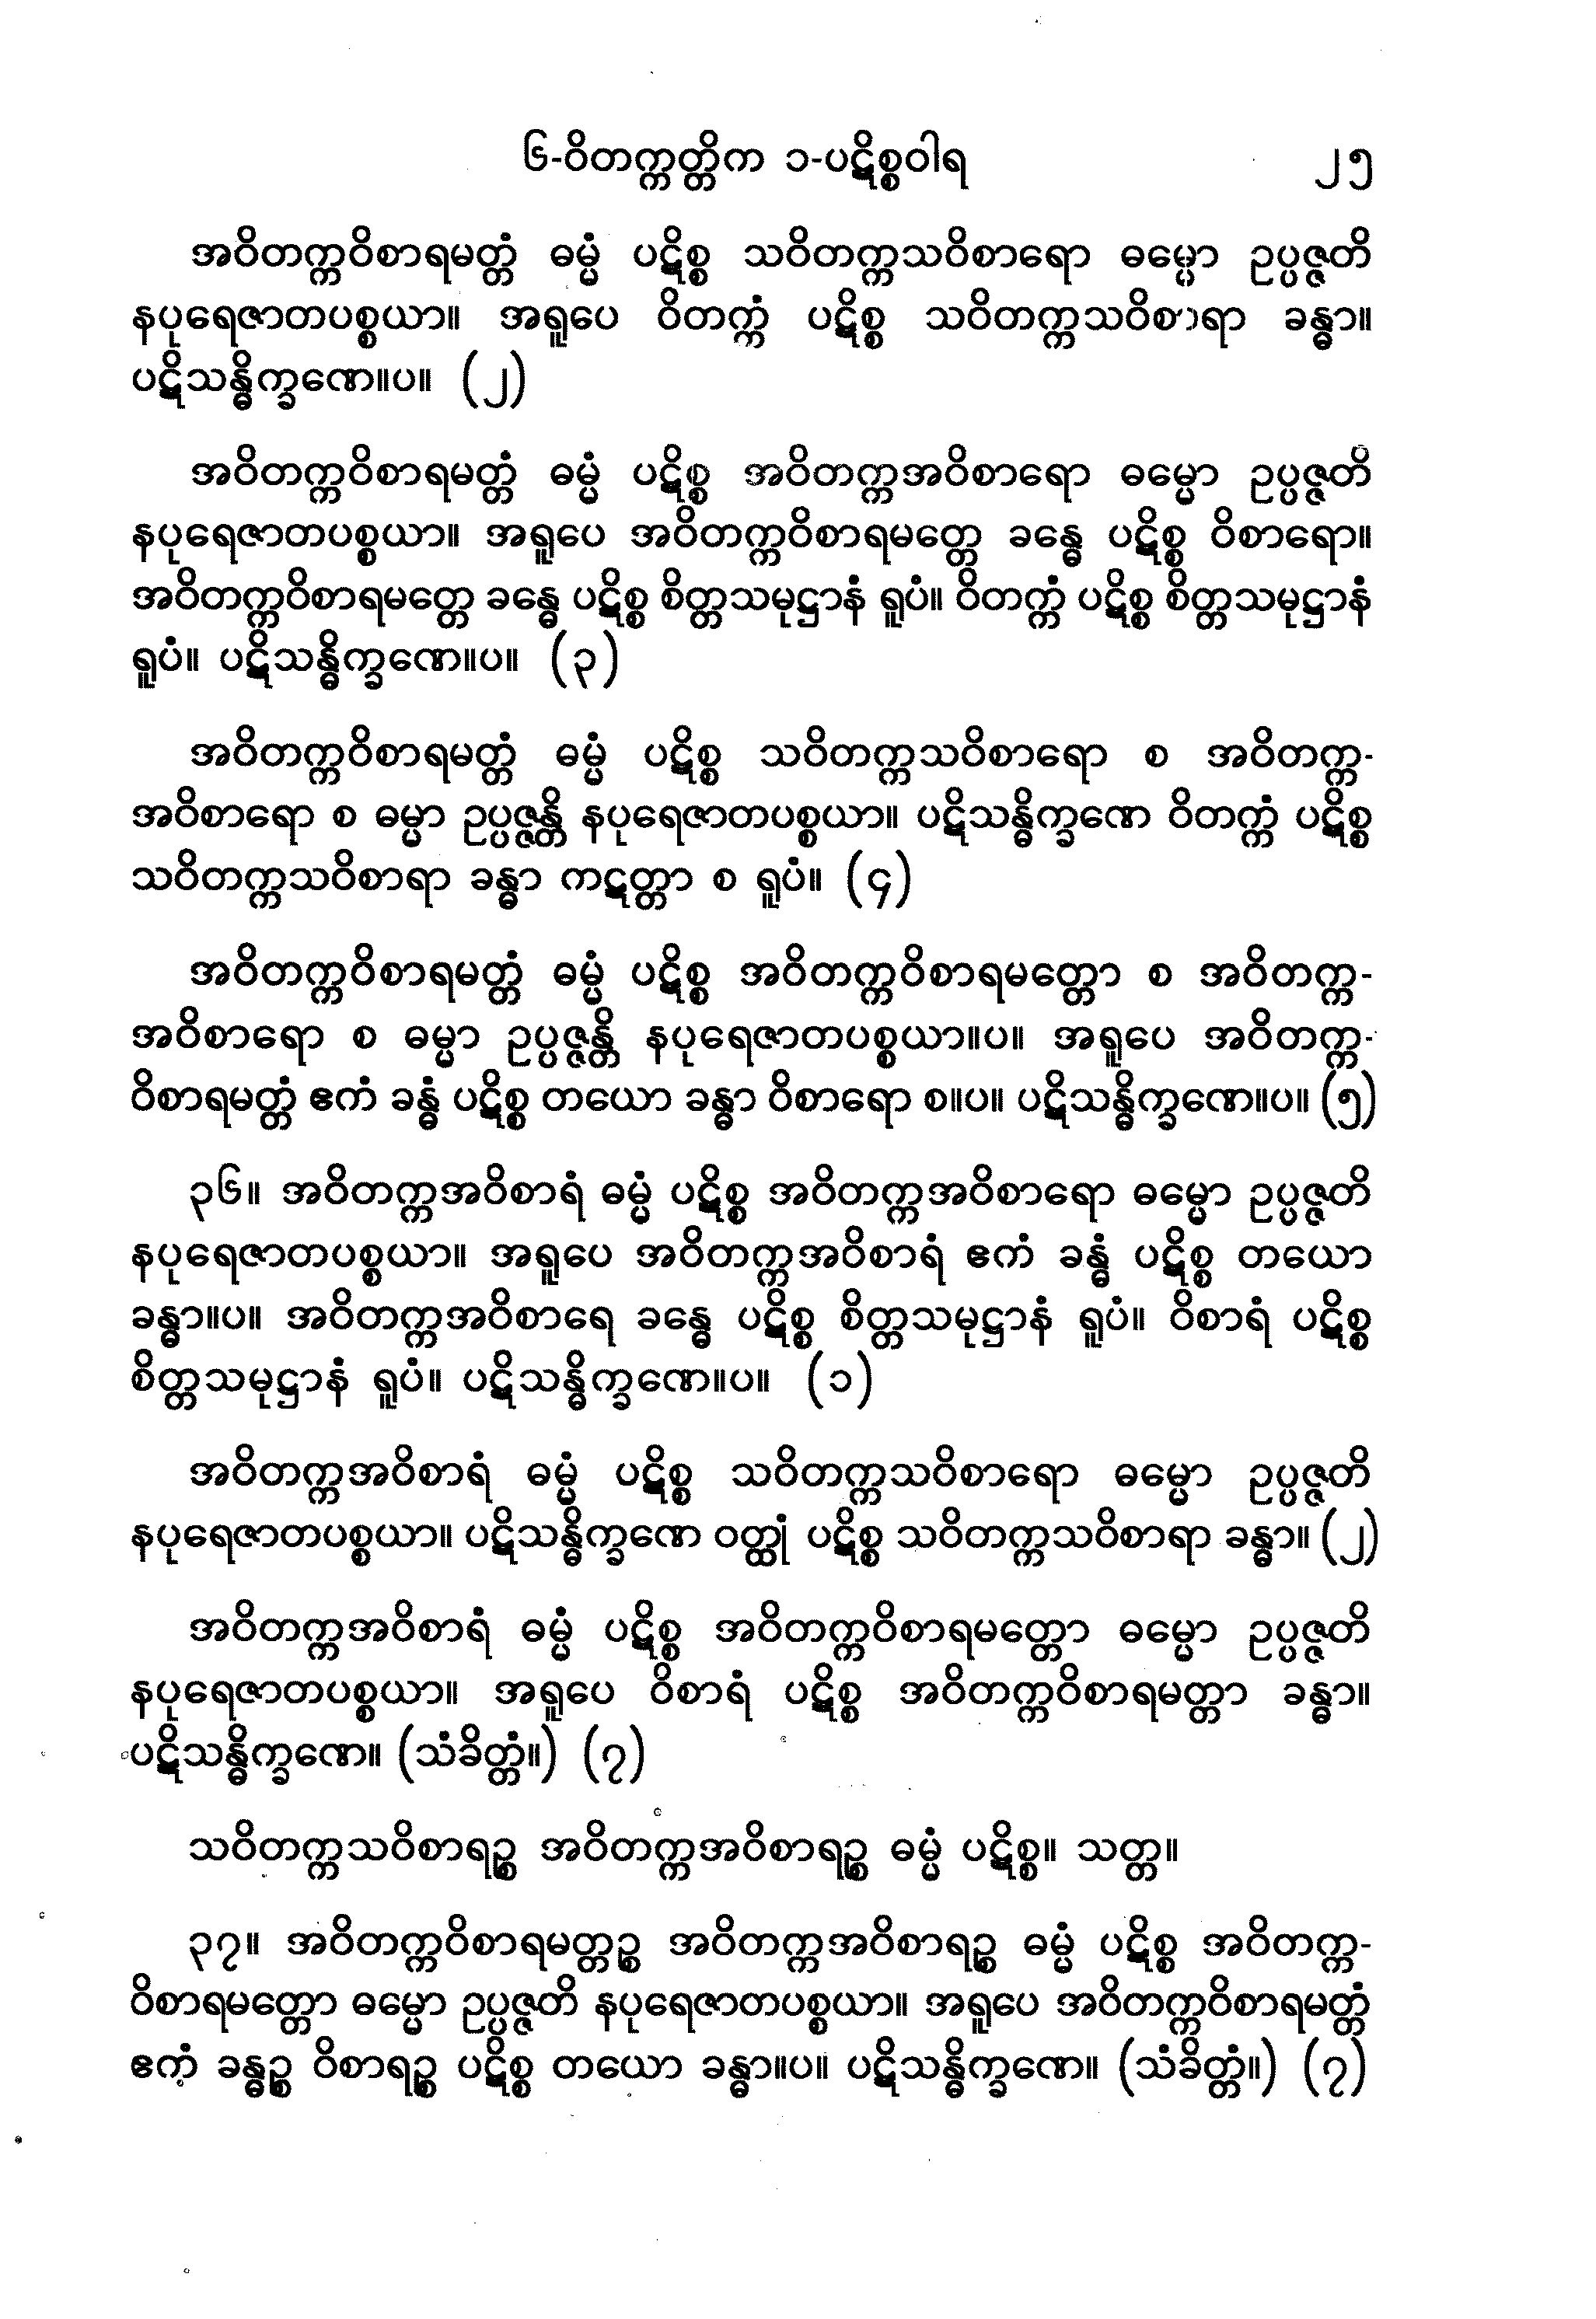 ၆-ဝိတက္ကတ္တိက ၁-ပဋိစ္စဝါရ ၂၅
အဝိတက္ကဝိစာရမတ္တံ ဓမ္မံ ပဋိစ္စ သဝိတက္ကသဝိစာရော ဓမ္မော ဥပ္ပဇ္ဇတိ
နပုရေဇာတပစ္စယာ။ အရူပေ ဝိတက္ကံ ပဋိစ္စ သဝိတက္ကသဝိစာရာ ခန္ဓာ။
ပဋိသန္ဓိက္ခဏေ။ပ။ (၂)
အဝိတက္ကဝိစာရမတ္တံ ဓမ္မံ ပဋိစ္စ အဝိတက္ကအဝိစာရော ဓမ္မော ဥပ္ပဇ္ဇတိ
နပုရေဇာတပစ္စယာ။ အရူပေ အဝိတက္ကဝိစာရမတ္တေ ခန္ဓေ ပဋိစ္စ ဝိစာရော။
အဝိတက္ကဝိစာရမတ္တေ ခန္ဓေ ပဋိစ္စ စိတ္တသမုဋ္ဌာနံ ရူပံ။ ဝိတက္ကံ ပဋိစ္စ စိတ္တသမုဋ္ဌာနံ
ရူပံ။ ပဋိသန္ဓိက္ခဏေ။ပ။ (၃)
အဝိတက္ကဝိစာရမတ္တံ ဓမ္မံ ပဋိစ္စ သဝိတက္ကသဝိစာရော စ အဝိတက္က-
အဝိစာရော စ ဓမ္မာ ဥပ္ပဇ္ဇန္တိ နပုရေဇာတပစ္စယာ။ ပဋိသန္ဓိက္ခဏေ ဝိတက္ကံ ပဋိစ္စ
သဝိတက္ကသဝိစာရာ ခန္ဓာ ကဋတ္တာ စ ရူပံ။ (၄)
အဝိတက္ကဝိစာရမတ္တံ ဓမ္မံ ပဋိစ္စ အဝိတက္ကဝိစာရမတ္တော စ အဝိတက္က-
အဝိစာရော စ ဓမ္မာ ဥပ္ပဇ္ဇန္တိ နပုရေဇာတပစ္စယာ။ပ။ အရူပေ အဝိတက္က-
ဝိစာရမတ္တံ ဧကံ ခန္ဓံ ပဋိစ္စ တယော ခန္ဓာ ဝိစာရော စ။ပ။ ပဋိသန္ဓိက္ခဏေ။ပ။ (၅)
၃၆။ အဝိတက္ကအဝိစာရံ ဓမ္မံ ပဋိစ္စ အဝိတက္ကအဝိစာရော ဓမ္မော ဥပ္ပဇ္ဇတိ
နပုရေဇာတပစ္စယာ။ အရူပေ အဝိတက္ကအဝိစာရံ ဧကံ ခန္ဓံ ပဋိစ္စ တယော
ခန္ဓာ။ပ။ အဝိတက္ကအဝိစာရေ ခန္ဓေ ပဋိစ္စ စိတ္တသမုဋ္ဌာနံ ရူပံ။ ဝိစာရံ ပဋိစ္စ
စိတ္တသမုဋ္ဌာနံ ရူပံ။ ပဋိသန္ဓိက္ခဏေ။ပ။ (၁)
အဝိတက္ကအဝိစာရံ ဓမ္မံ ပဋိစ္စ သဝိတက္ကသဝိစာရော ဓမ္မော ဥပ္ပဇ္ဇတိ
နပုရေဇာတပစ္စယာ။ ပဋိသန္ဓိက္ခဏေ ဝတ္ထုံ ပဋိစ္စ သဝိတက္ကသဝိစာရာ ခန္ဓာ။ (၂)
အဝိတက္ကအဝိစာရံ ဓမ္မံ ပဋိစ္စ အဝိတက္ကဝိစာရမတ္တော ဓမ္မော ဥပ္ပဇ္ဇတိ
နပုရေဇာတပစ္စယာ။ အရူပေ ဝိစာရံ ပဋိစ္စ အဝိတက္ကဝိစာရမတ္တာ ခန္ဓာ။
ပဋိသန္ဓိက္ခဏေ။ (သံခိတ္တံ။) (၇)
သဝိတက္ကသဝိစာရဉ္စ အဝိတက္ကအဝိစာရဉ္စ ဓမ္မံ ပဋိစ္စ။ သတ္တ။
၃၇။ အဝိတက္ကဝိစာရမတ္တဉ္စ အဝိတက္ကအဝိစာရဉ္စ ဓမ္မံ ပဋိစ္စ အဝိတက္က-
ဝိစာရမတ္တော ဓမ္မော ဥပ္ပဇ္ဇတိ နပုရေဇာတပစ္စယာ။ အရူပေ အဝိတက္ကဝိစာရမတ္တံ
ဧကံ ခန္ဓဉ္စ ဝိစာရဉ္စ ပဋိစ္စ တယော ခန္ဓာ။ပ။ ပဋိသန္ဓိက္ခဏေ။ (သံခိတ္တံ။) (၇)